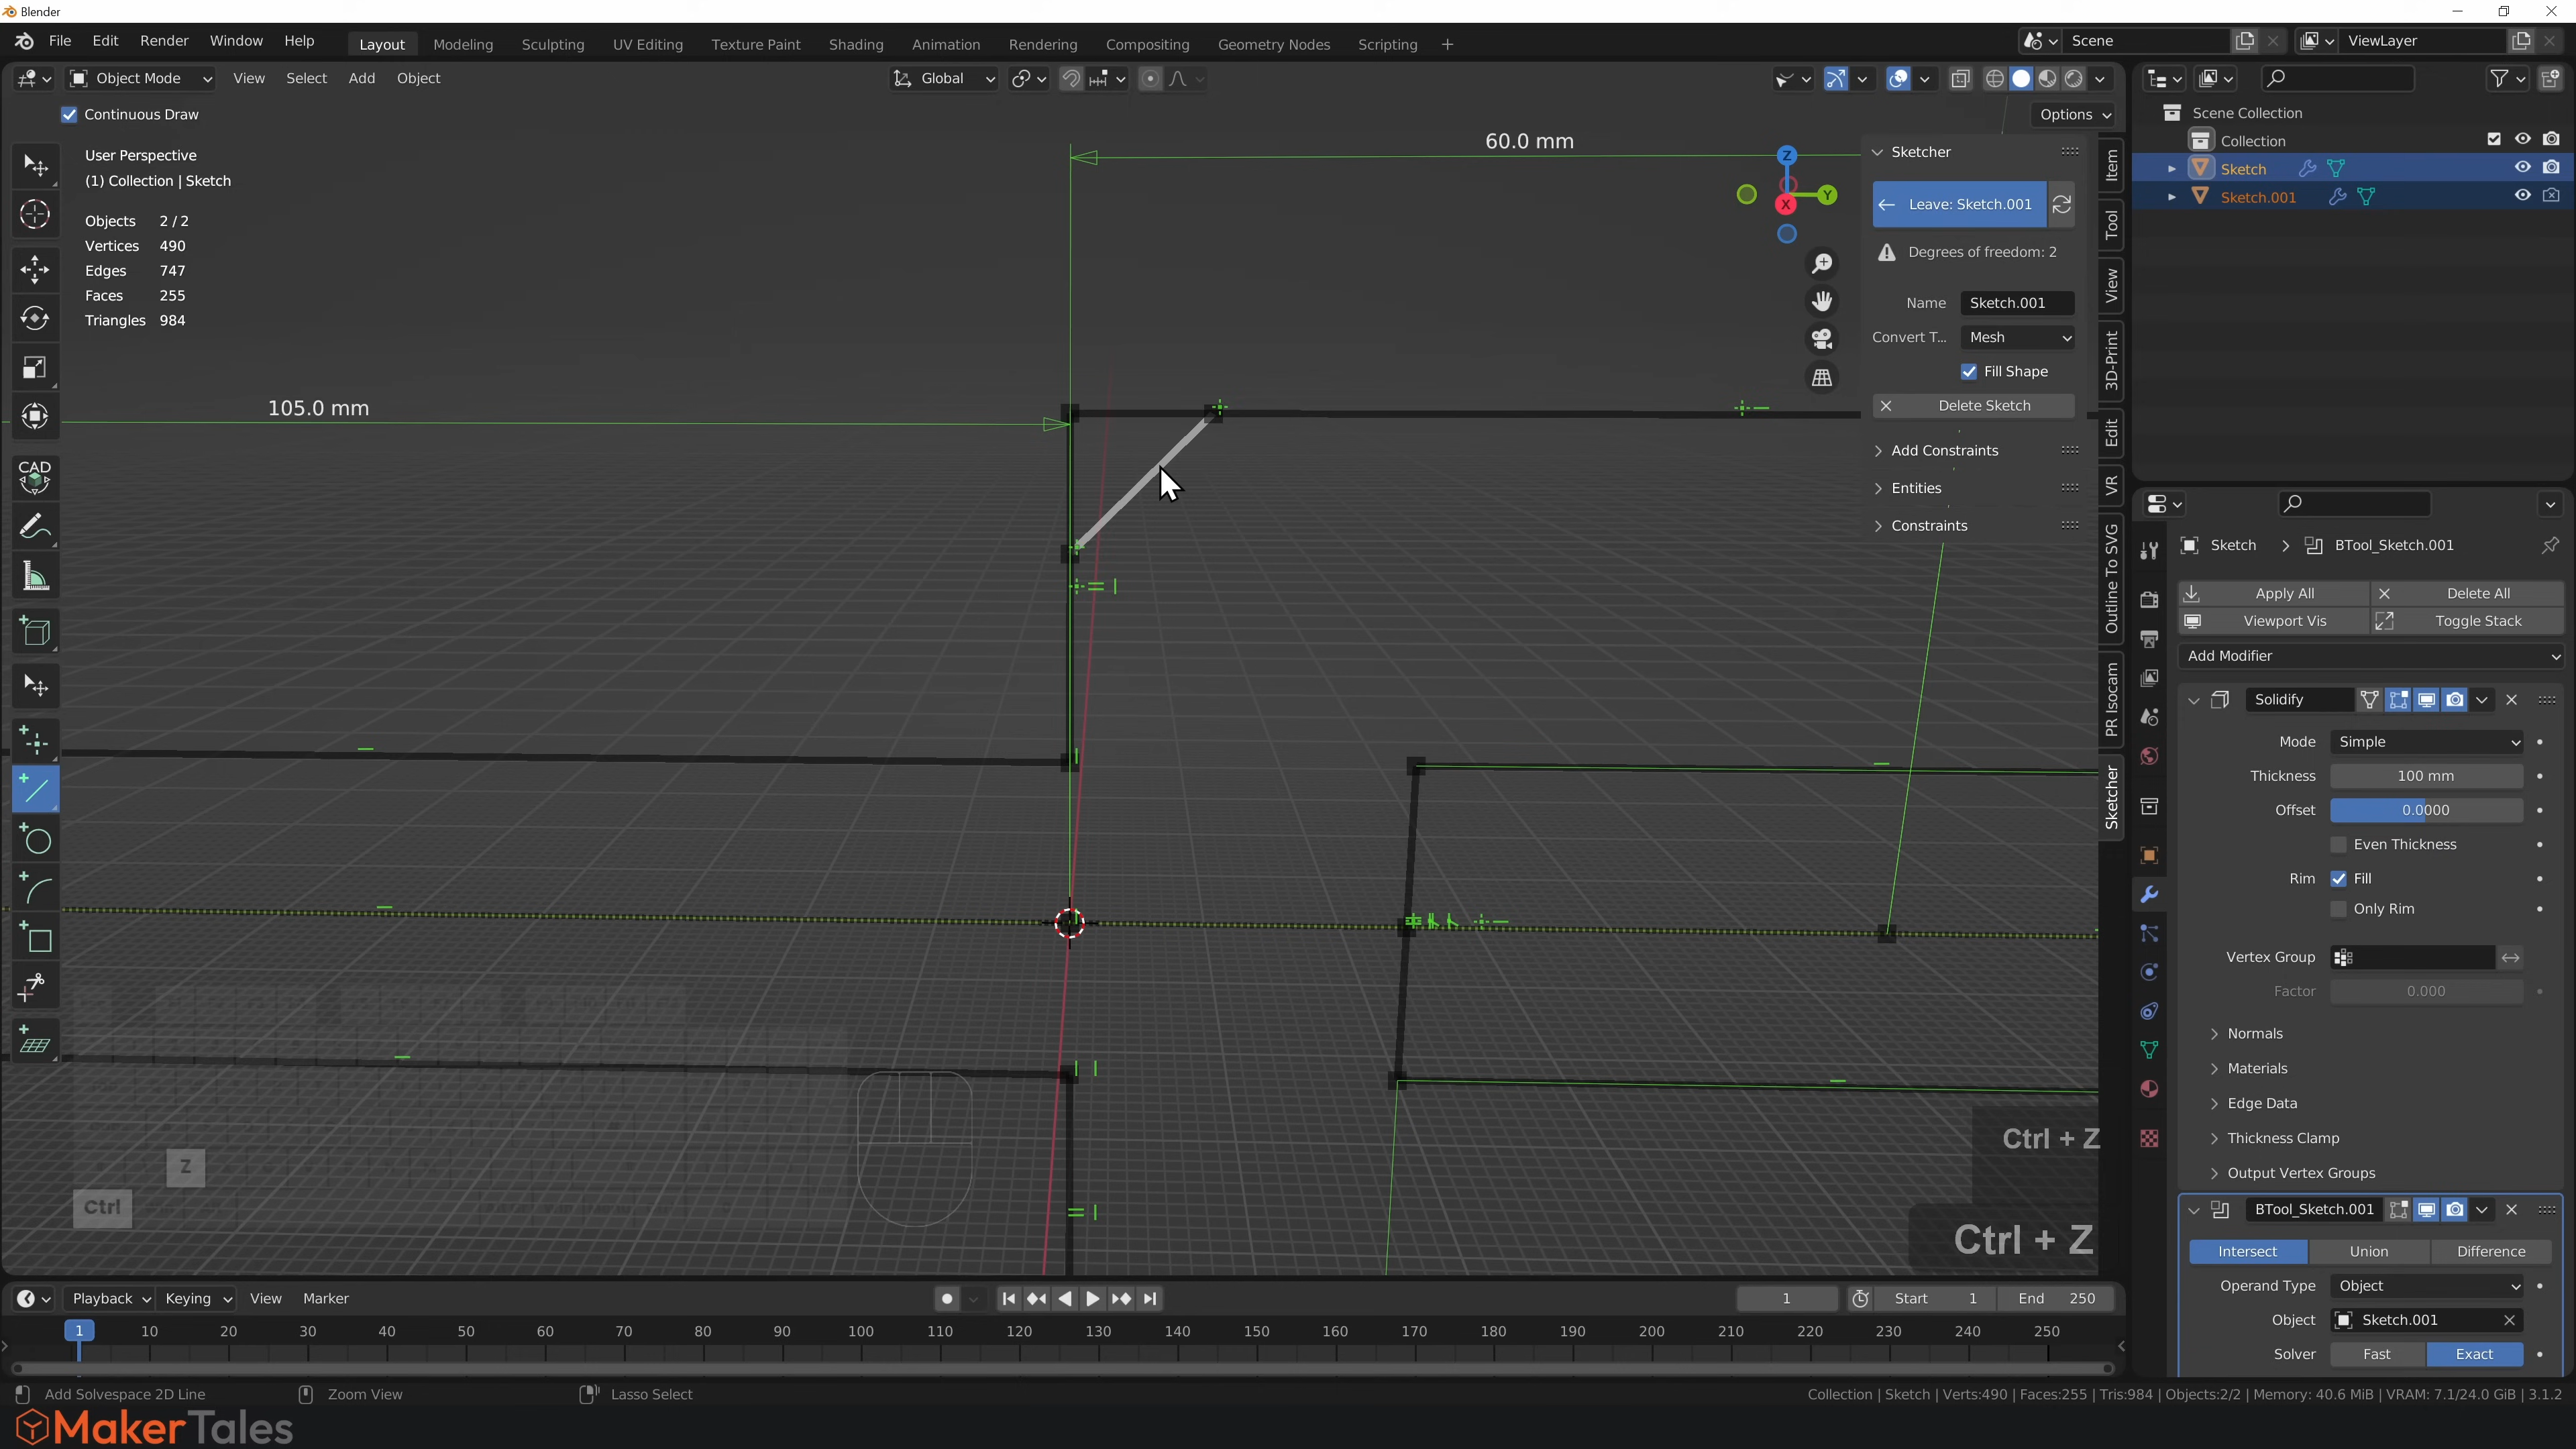 Blender
File Edit Render Window Help Layout Modeling Sculpting UV Editing Texture Paint Shading Animation Rendering Compositing Geometry Nodes Scripting + Scene ViewLayer
Object Mode View Select Add Object Global
Continuous Draw Options
User Perspective
(1) Collection | Sketch
Objects 2 / 2
Vertices 490
Edges 747
Faces 255
Triangles 984
60.0 mm
105.0 mm
Z
Y
X
CAD
Sketcher
Leave: Sketch.001
Degrees of freedom: 2
Name Sketch.001
Convert T... Mesh
Fill Shape
Delete Sketch
Add Constraints
Entities
Constraints
Item
Tool
View
3D-Print
Edit
VR
Outline To SVG
PR Isocam
Sketcher
Scene Collection
Collection
Sketch
Sketch.001
Sketch BTool_Sketch.001
Apply All Delete All
Viewport Vis Toggle Stack
Add Modifier
Solidify
Mode Simple
Thickness 100 mm
Offset 0.0000
Even Thickness
Rim Fill
Only Rim
Vertex Group
Factor 0.000
Normals
Materials
Edge Data
Thickness Clamp
Output Vertex Groups
BTool_Sketch.001
Intersect Union Difference
Operand Type Object
Object Sketch.001
Solver Fast Exact
Z
Ctrl
Ctrl + Z
Ctrl + Z
Playback Keying View Marker 1 Start 1 End 250
1 10 20 30 40 50 60 70 80 90 100 110 120 130 140 150 160 170 180 190 200 210 220 230 240 250
Add Solvespace 2D Line Zoom View Lasso Select Collection | Sketch | Verts:490 | Faces:255 | Tris:984 | Objects:2/2 | Memory: 40.6 MiB | VRAM: 7.1/24.0 GiB | 3.1.2
MakerTales